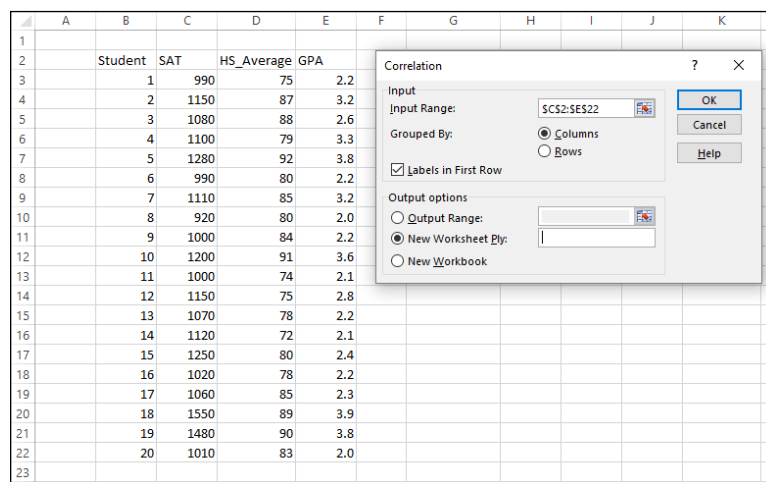 A B C D E F G H I J K
1
2 Student SAT HS_Average GPA
3 1 990 75 2.2
4 2 1150 87 3.2
5 3 1080 88 2.6
6 4 1100 79 3.3
7 5 1280 92 3.8
8 6 990 80 2.2
9 7 1110 85 3.2
10 8 920 80 2.0
11 9 1000 84 2.2
12 10 1200 91 3.6
13 11 1000 74 2.1
14 12 1150 75 2.8
15 13 1070 78 2.2
16 14 1120 72 2.1
17 15 1250 80 2.4
18 16 1020 78 2.2
19 17 1060 85 2.3
20 18 1550 89 3.9
21 19 1480 90 3.8
22 20 1010 83 2.0
23
Correlation ? ×
Input
Input Range: $C$2:$E$22 OK
Grouped By: Columns Cancel
Rows Help
Labels in First Row
Output options
Output Range:
New Worksheet Ply:
New Workbook